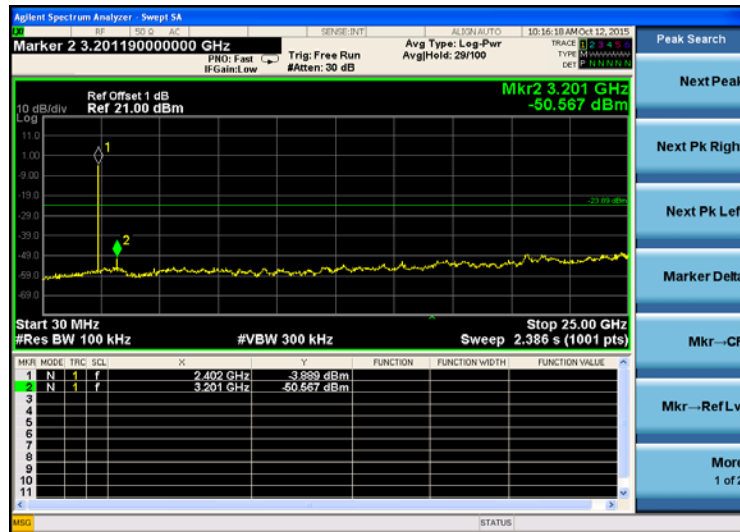 Agilent Spectrum Analyzer - Swept SA
RF 50 Ω AC SENSE:INT ALIGN AUTO 10:16:18 AM Oct 12, 2015
Marker 2 3.201190000000 GHz
PNO: Fast
IFGain:Low
Trig: Free Run
#Atten: 30 dB
Avg Type: Log-Pwr
Avg|Hold: 29/100
TRACE 1 2 3 4 5 6
TYPE M
DET P N N N N N
Peak Search
Ref Offset 1 dB
10 dB/div Ref 21.00 dBm
Log
Mkr2 3.201 GHz
-50.567 dBm
11.0
1.00
-9.00
-19.0
-29.0
-39.0
-49.0
-59.0
-69.0
1
2
-23.89 dBm
Start 30 MHz
#Res BW 100 kHz
#VBW 300 kHz
Stop 25.00 GHz
Sweep 2.386 s (1001 pts)
MKR MODE TRC SCL X Y FUNCTION FUNCTION WIDTH FUNCTION VALUE
1 N 1 f 2.402 GHz -3.889 dBm
2 N 1 f 3.201 GHz -50.567 dBm
3
4
5
6
7
8
9
10
11
MSG
STATUS
Next Peak
Next Pk Righ
Next Pk Lef
Marker Delta
Mkr→CF
Mkr→Ref Lv
More
1 of 2